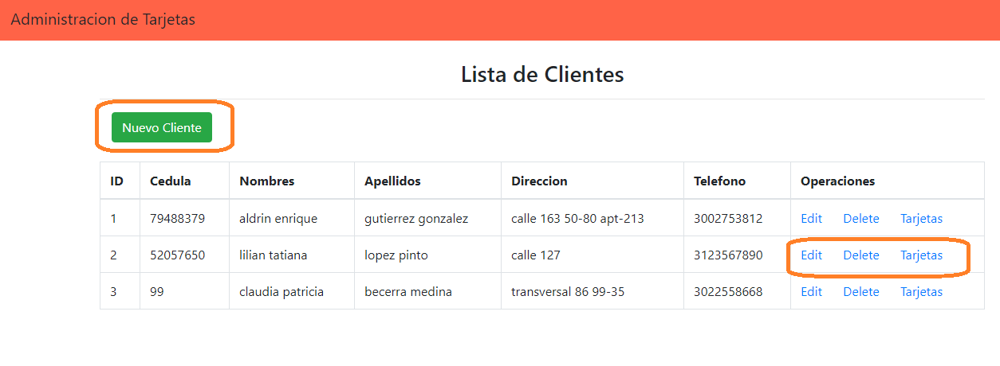 Administracion de Tarjetas
Lista de Clientes
Nuevo Cliente
ID Cedula Nombres Apellidos Direccion Telefono Operaciones
1 79488379 aldrin enrique gutierrez gonzalez calle 163 50-80 apt-213 3002753812 Edit Delete Tarjetas
2 52057650 lilian tatiana lopez pinto calle 127 3123567890 Edit Delete Tarjetas
3 99 claudia patricia becerra medina transversal 86 99-35 3022558668 Edit Delete Tarjetas